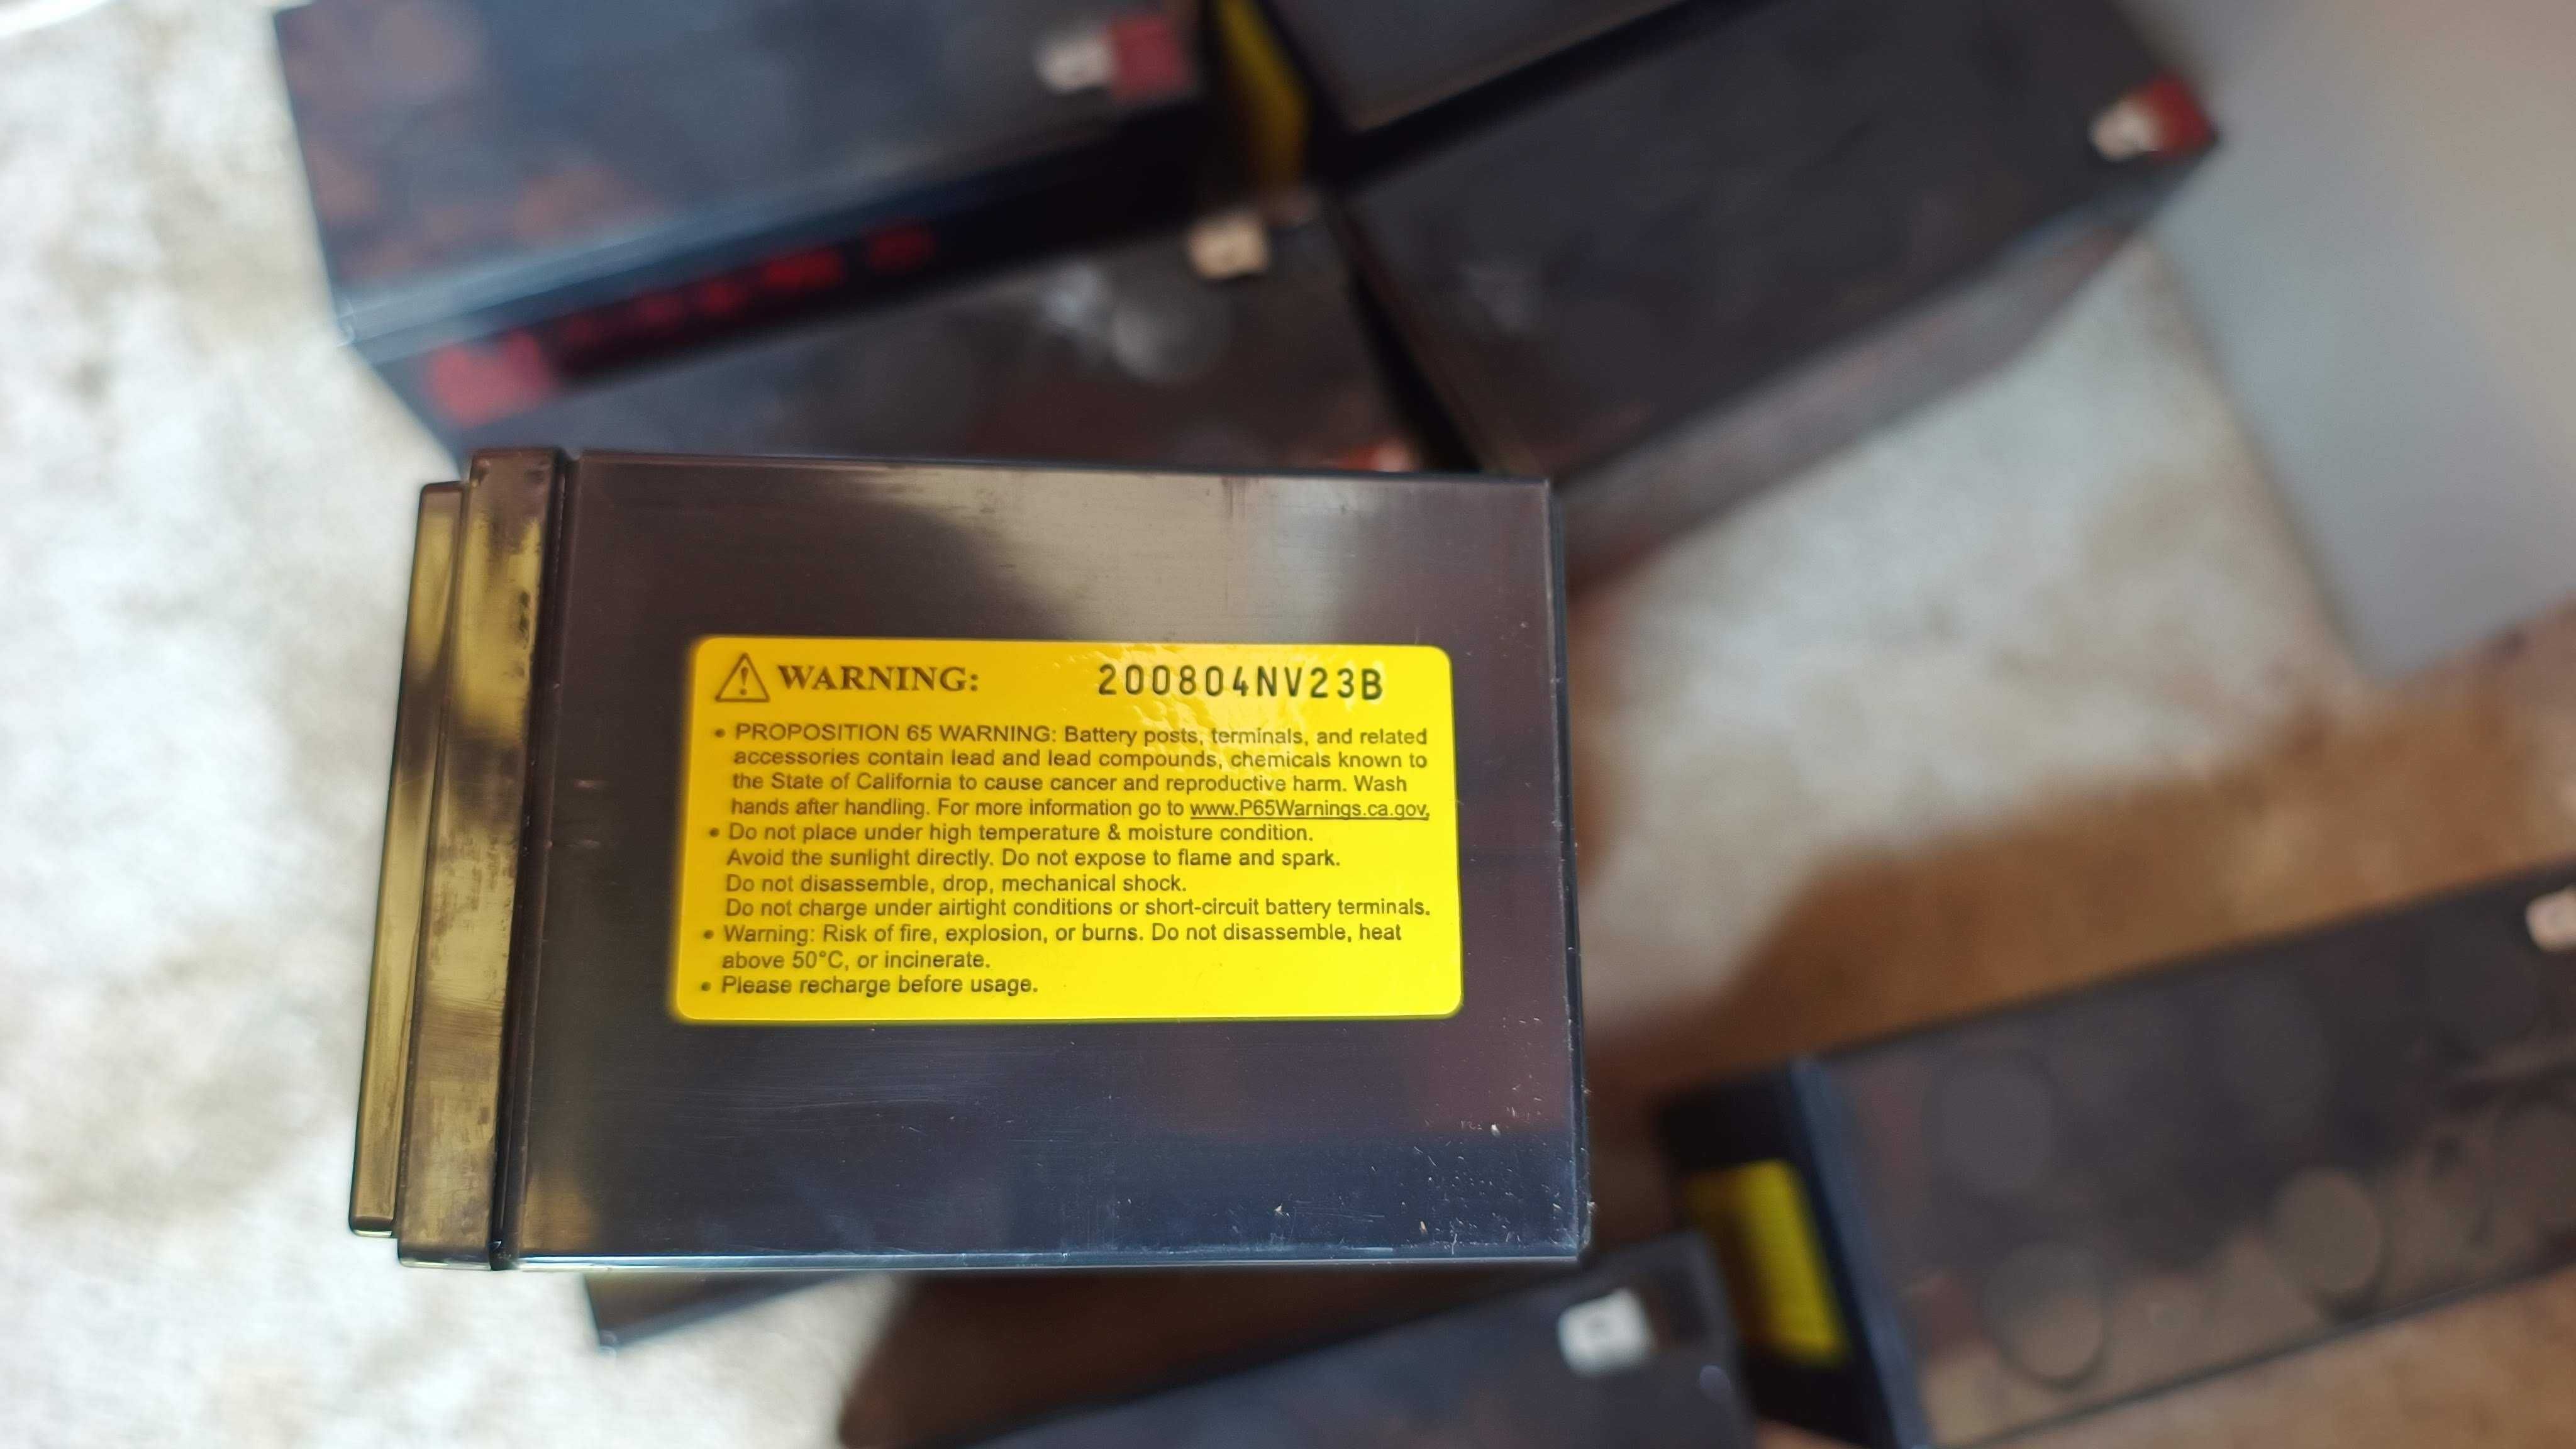 WARNING: 200804NV23B
• PROPOSITION 65 WARNING: Battery posts, terminals, and related
accessories contain lead and lead compounds, chemicals known to
the State of California to cause cancer and reproductive harm. Wash
hands after handling. For more information go to www.P65Warnings.ca.gov,
• Do not place under high temperature & moisture condition.
Avoid the sunlight directly. Do not expose to flame and spark.
Do not disassemble, drop, mechanical shock.
Do not charge under airtight conditions or short-circuit battery terminals.
• Warning: Risk of fire, explosion, or burns. Do not disassemble, heat
above 50°C, or incinerate.
• Please recharge before usage.